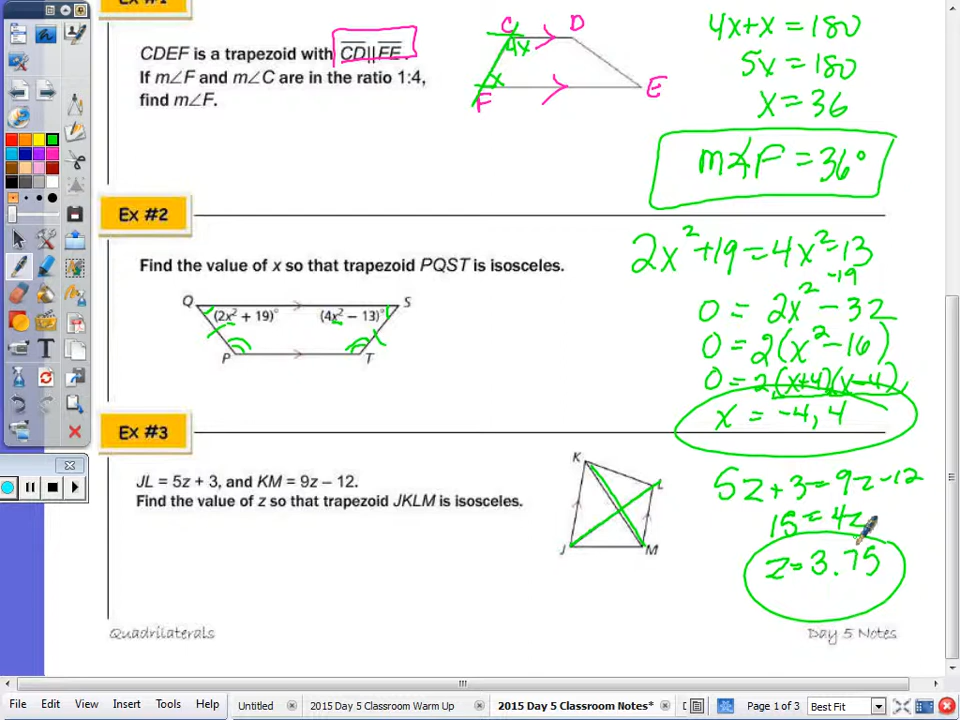 Ex #1
CDEF is a trapezoid with CD||FE.
If m∠F and m∠C are in the ratio 1:4,
find m∠F.
C
D
4x
x
F
E
4x+x = 180
5x = 180
x = 36
m∡F = 36°
Ex #2
Find the value of x so that trapezoid PQST is isosceles.
Q
S
(2x² + 19)°
(4x² – 13)°
P
T
2x²+19 = 4x²-13
-19
0 = 2x² - 32
0 = 2(x² - 16)
0 = 2(x+4)(x-4)
x = -4, 4
Ex #3
JL = 5z + 3, and KM = 9z – 12.
Find the value of z so that trapezoid JKLM is isosceles.
K
L
J
M
5z+3 = 9z-12
15 = 4z
z = 3.75
Quadrilaterals
Day 5 Notes
File Edit View Insert Tools Help
Untitled
2015 Day 5 Classroom Warm Up
2015 Day 5 Classroom Notes*
Page 1 of 3
Best Fit